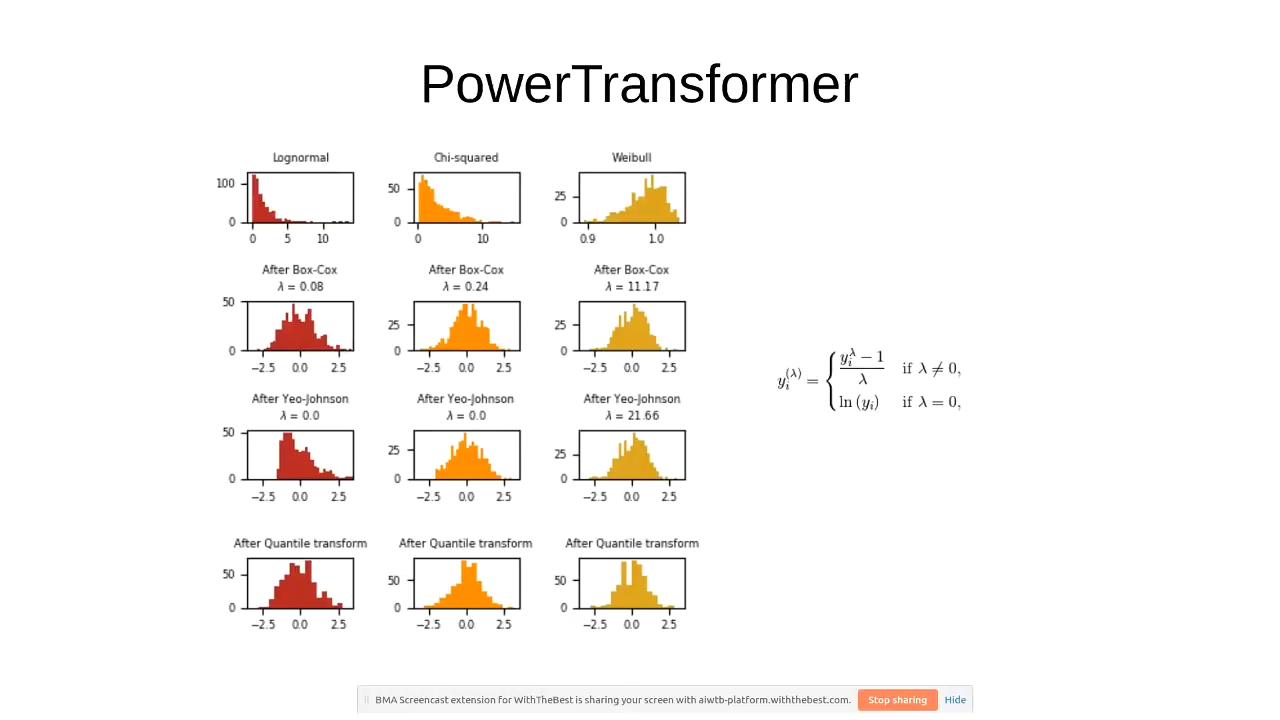 PowerTransformer
Lognormal Chi-squared Weibull
100
0
50
0
25
0
0 5 10 0 10 0.9 1.0
After Box-Cox After Box-Cox After Box-Cox
λ = 0.08 λ = 0.24 λ = 11.17
50
0
25
0
25
0
−2.5 0.0 2.5 −2.5 0.0 2.5 −2.5 0.0 2.5
y_i^{(λ)} = { (y_i^λ − 1) / λ if λ ≠ 0,
ln (y_i) if λ = 0,
After Yeo-Johnson After Yeo-Johnson After Yeo-Johnson
λ = 0.0 λ = 0.0 λ = 21.66
50
0
25
0
25
0
−2.5 0.0 2.5 −2.5 0.0 2.5 −2.5 0.0 2.5
After Quantile transform After Quantile transform After Quantile transform
50
0
50
0
50
0
−2.5 0.0 2.5 −2.5 0.0 2.5 −2.5 0.0 2.5
BMA Screencast extension for WithTheBest is sharing your screen with aiwtb-platform.withthebest.com. Stop sharing Hide